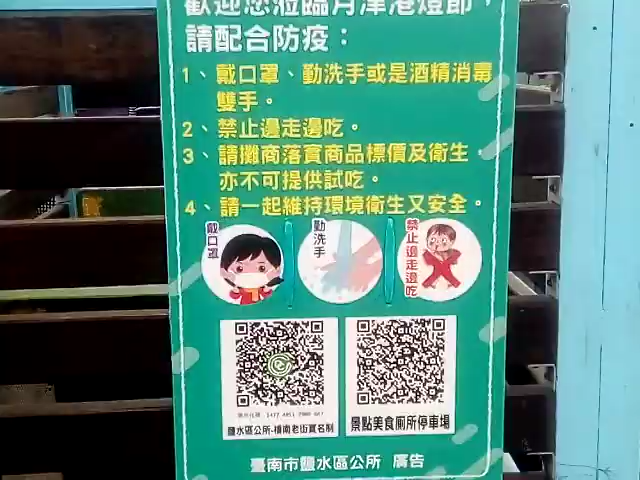 歡迎您蒞臨月津港燈節，
請配合防疫：
1、戴口罩、勤洗手或是酒精消毒
雙手。
2、禁止邊走邊吃。
3、請攤商落實商品標價及衛生，
亦不可提供試吃。
4、請一起維持環境衛生又安全。
戴口罩
勤洗手
禁止邊走邊吃
鹽水區公所-橋南老街實名制
景點美食廁所停車場
臺南市鹽水區公所 廣告